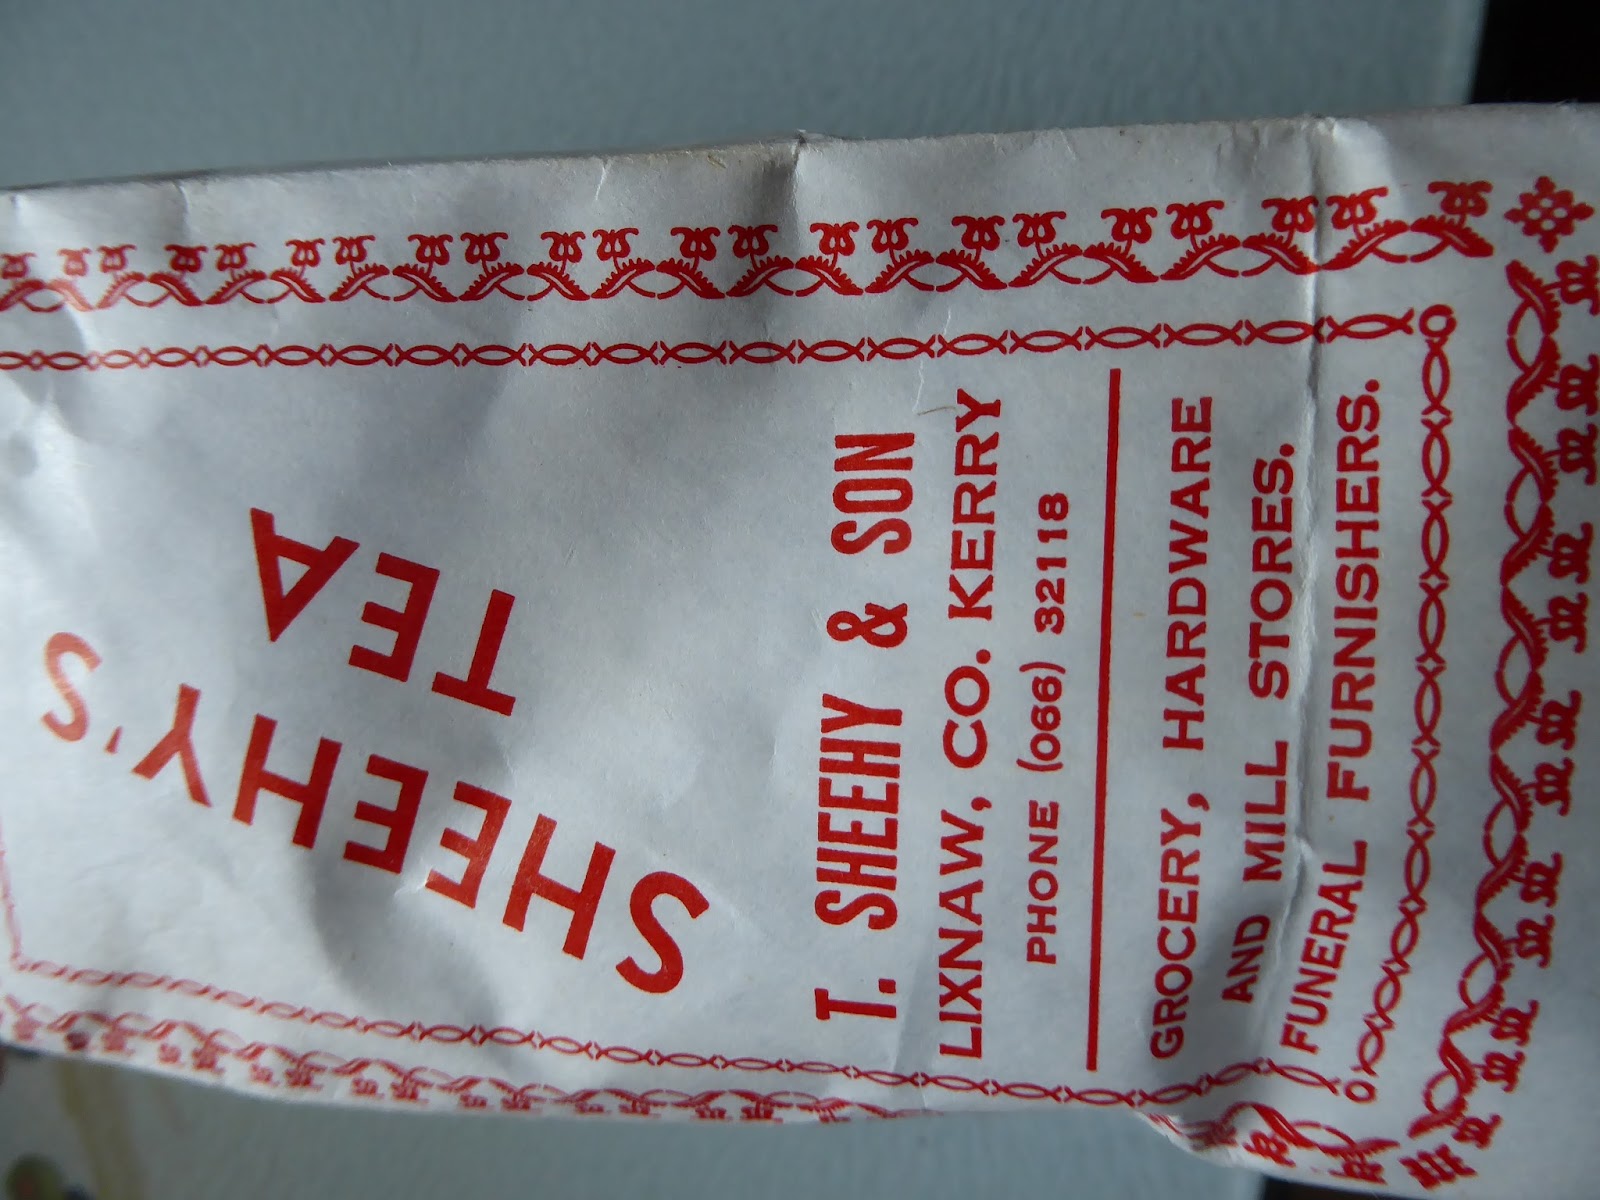 SHEEHY'S
TEA
T. SHEEHY & SON
LIXNAW, CO. KERRY
PHONE (066) 32118
GROCERY, HARDWARE
AND MILL STORES.
FUNERAL FURNISHERS.